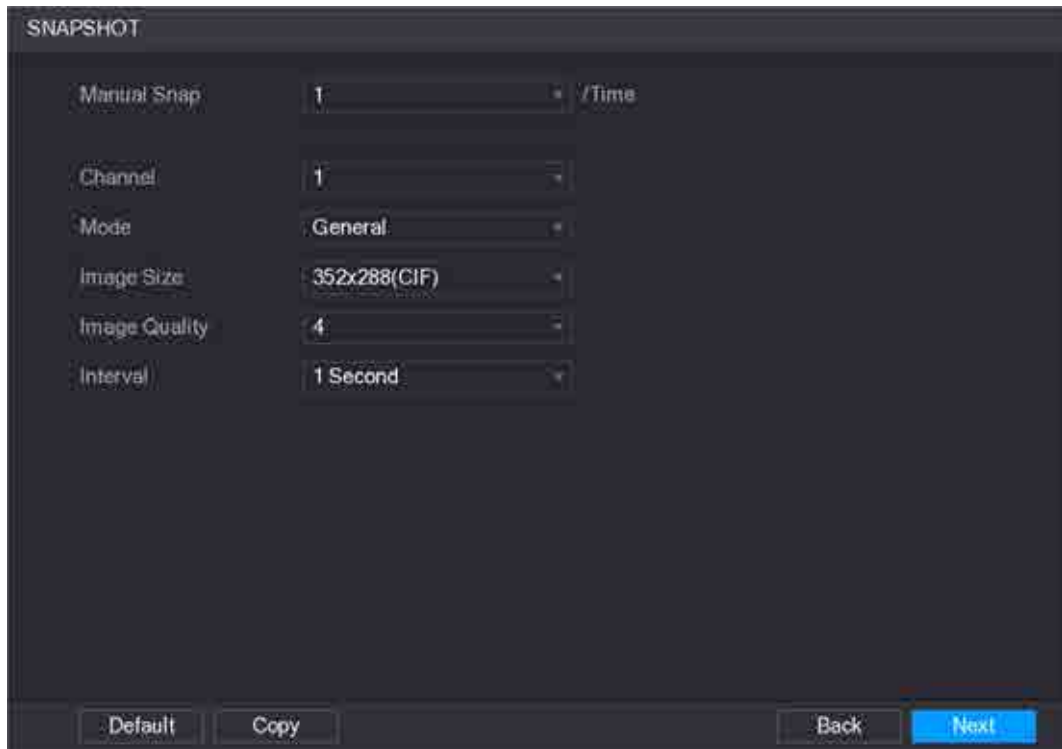 SNAPSHOT
Manual Snap 1 /Time
Channel 1
Mode General
Image Size 352x288(CIF)
Image Quality 4
Interval 1 Second
Default Copy Back Next